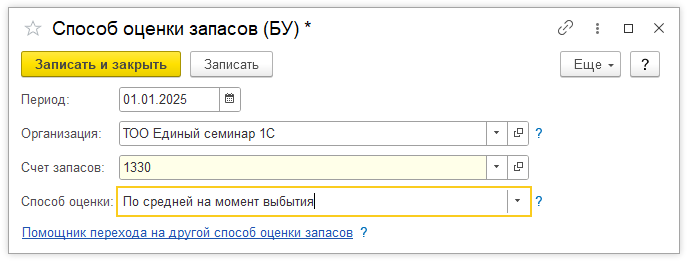 Способ оценки запасов (БУ) *
Записать и закрыть Записать Еще ?
Период: 01.01.2025
Организация: ТОО Единый семинар 1С ?
Счет запасов: 1330
Способ оценки: По средней на момент выбытия ?
Помощник перехода на другой способ оценки запасов ?